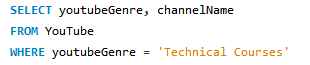 SELECT youtubeGenre, channelName
FROM YouTube
WHERE youtubeGenre = 'Technical Courses'